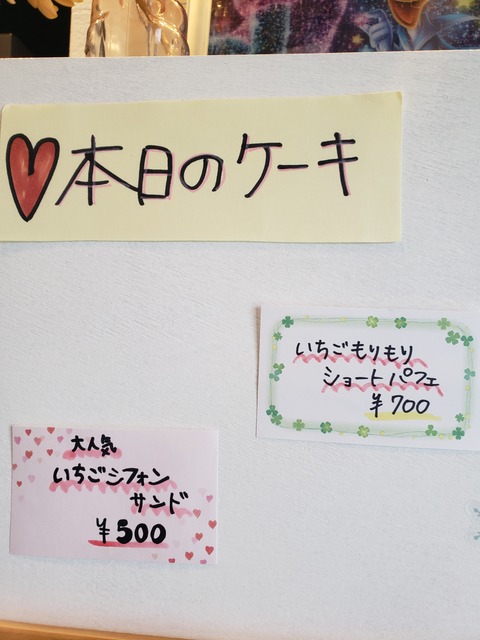 本日のケーキ
いちごもりもり
ショートパフェ
¥700
大人気
いちごシフォン
サンド
¥500